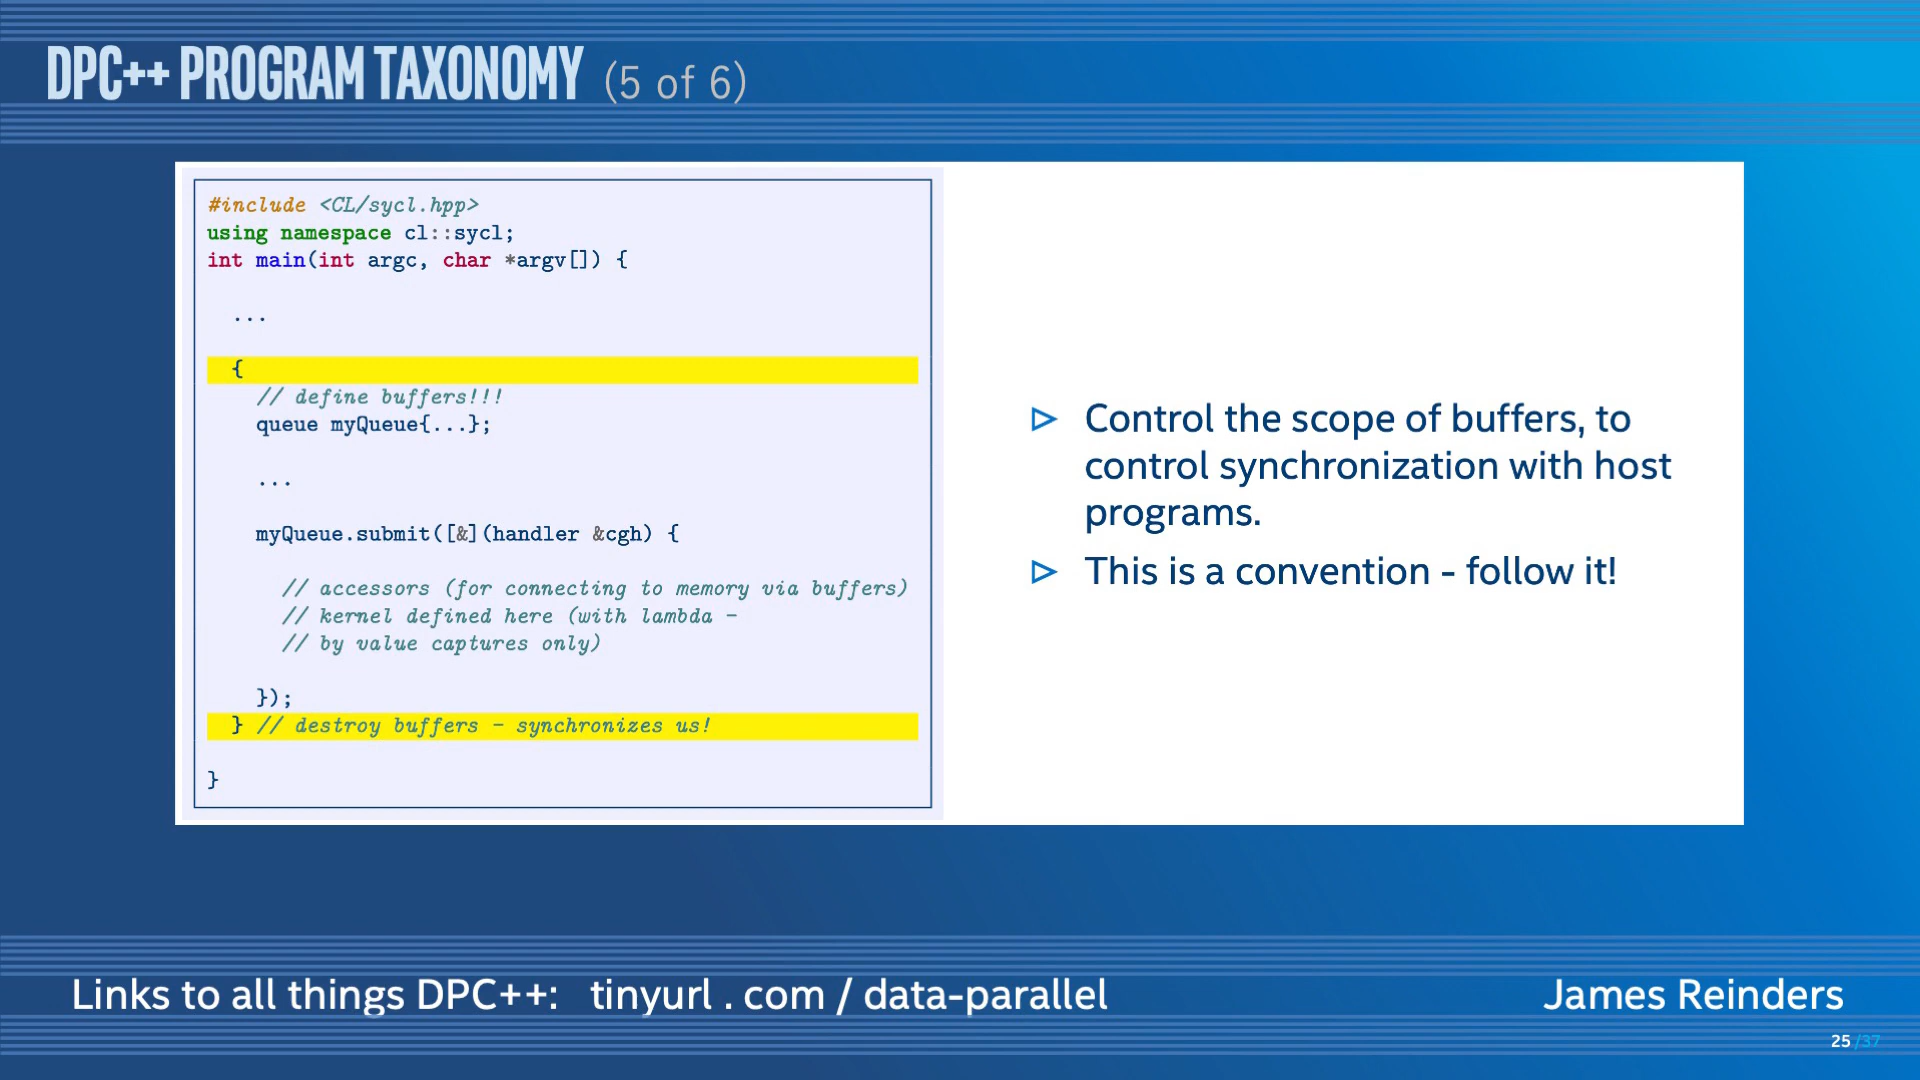 DPC++ PROGRAM TAXONOMY (5 of 6)
#include <CL/sycl.hpp>
using namespace cl::sycl;
int main(int argc, char *argv[]) {
...
{
// define buffers!!!
queue myQueue{...};
...
myQueue.submit([&](handler &cgh) {
// accessors (for connecting to memory via buffers)
// kernel defined here (with lambda -
// by value captures only)
});
} // destroy buffers - synchronizes us!
}
▷ Control the scope of buffers, to
control synchronization with host
programs.
▷ This is a convention - follow it!
Links to all things DPC++: tinyurl . com / data-parallel
James Reinders
25 /37